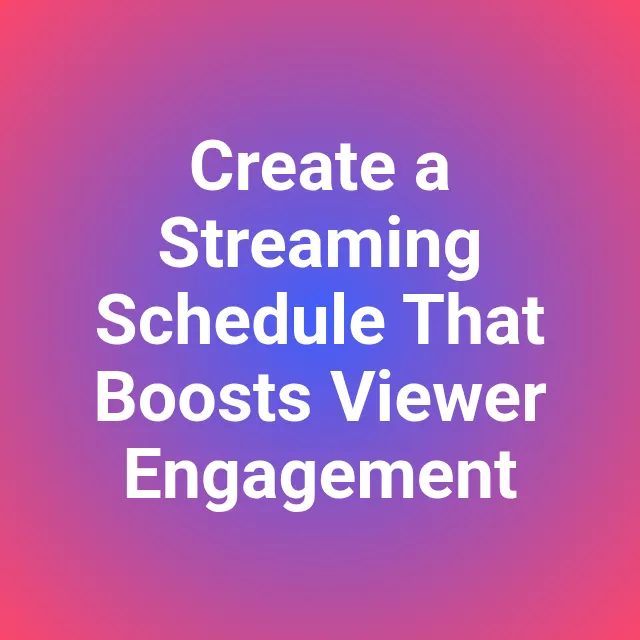 Create a
Streaming
Schedule That
Boosts Viewer
Engagement